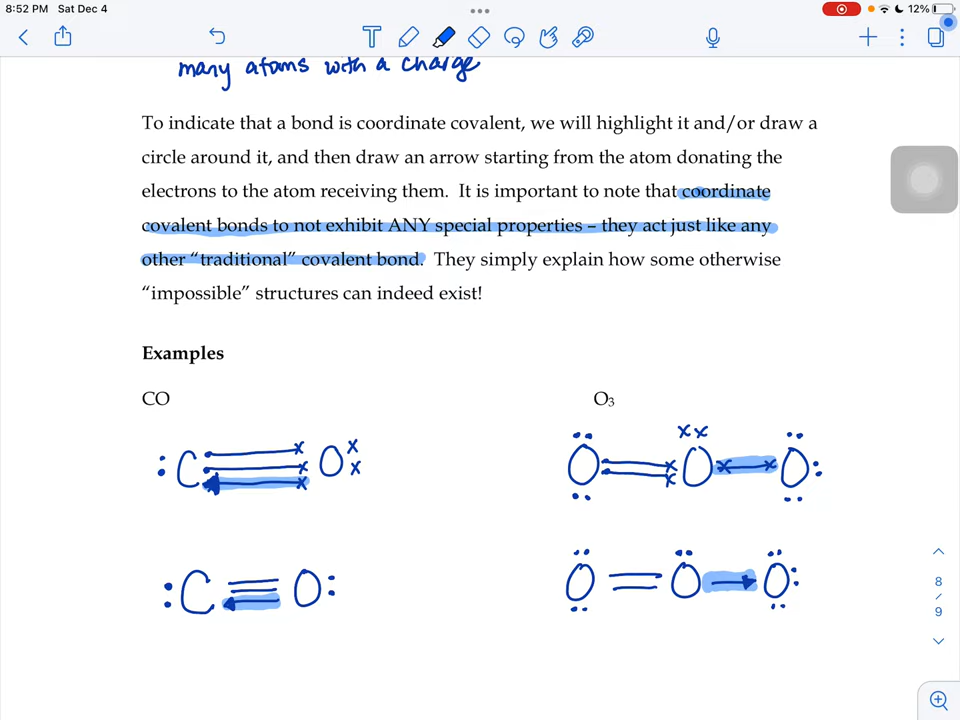 8:52 PM Sat Dec 4
12%
many atoms with a charge
To indicate that a bond is coordinate covalent, we will highlight it and/or draw a
circle around it, and then draw an arrow starting from the atom donating the
electrons to the atom receiving them. It is important to note that coordinate
covalent bonds to not exhibit ANY special properties – they act just like any
other “traditional” covalent bond. They simply explain how some otherwise
“impossible” structures can indeed exist!
Examples
CO
O₃
C O
O O O
C O
O O O
8
/
9